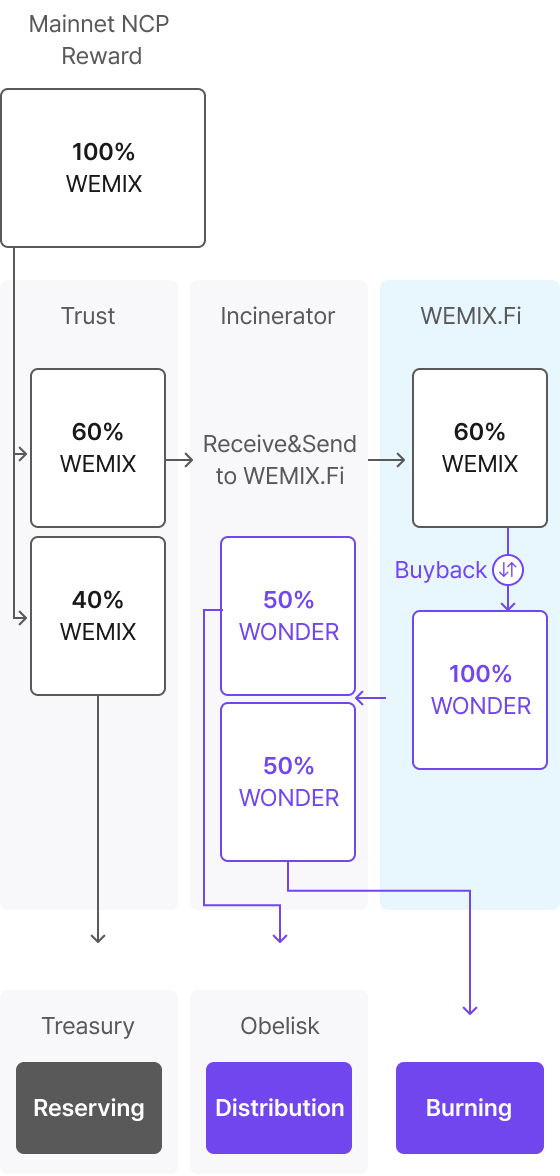 Mainnet NCP
Reward
100%
WEMIX
Trust
Incinerator
WEMIX.Fi
60%
WEMIX
Receive&Send
to WEMIX.Fi
60%
WEMIX
Buyback
40%
WEMIX
50%
WONDER
100%
WONDER
50%
WONDER
Treasury
Obelisk
Reserving
Distribution
Burning